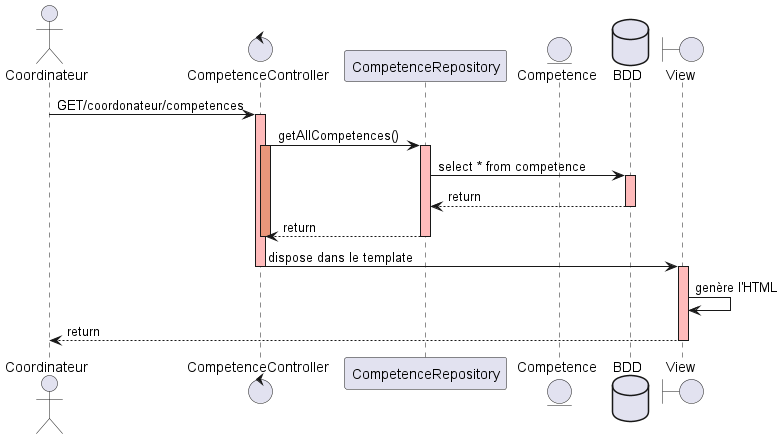 Coordinateur
CompetenceController
CompetenceRepository
Competence
BDD
View
GET/coordonateur/competences
getAllCompetences()
select * from competence
return
return
dispose dans le template
genère l'HTML
return
Coordinateur
CompetenceController
CompetenceRepository
Competence
BDD
View